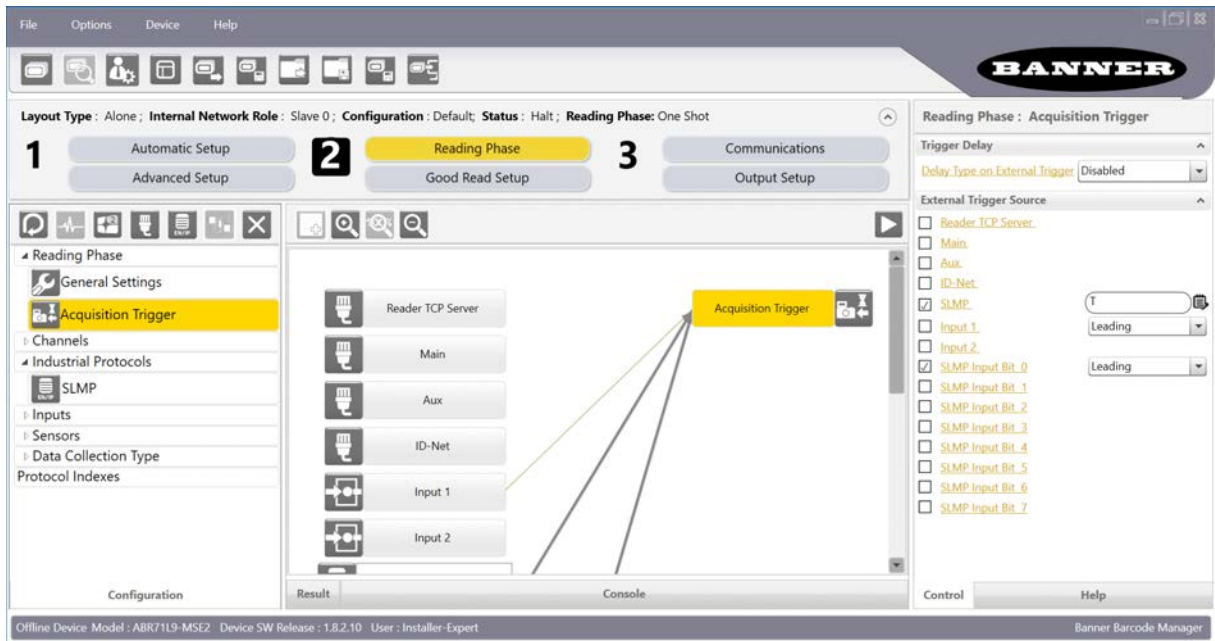 File Options Device Help
BANNER
Layout Type : Alone ; Internal Network Role : Slave 0 ; Configuration : Default; Status : Halt ; Reading Phase: One Shot
1 Automatic Setup
Advanced Setup
2 Reading Phase
Good Read Setup
3 Communications
Output Setup
Reading Phase
General Settings
Acquisition Trigger
Channels
Industrial Protocols
SLMP
Inputs
Sensors
Data Collection Type
Protocol Indexes
Configuration
Reader TCP Server
Main
Aux
ID-Net
Input 1
Input 2
Acquisition Trigger
Result Console
Reading Phase : Acquisition Trigger
Trigger Delay
Delay Type on External Trigger Disabled
External Trigger Source
Reader TCP Server
Main
Aux
ID-Net
SLMP T
Input 1 Leading
Input 2
SLMP Input Bit 0 Leading
SLMP Input Bit 1
SLMP Input Bit 2
SLMP Input Bit 3
SLMP Input Bit 4
SLMP Input Bit 5
SLMP Input Bit 6
SLMP Input Bit 7
Control Help
Offline Device Model : ABR71L9-MSE2 Device SW Release : 1.8.2.10 User : Installer-Expert
Banner Barcode Manager